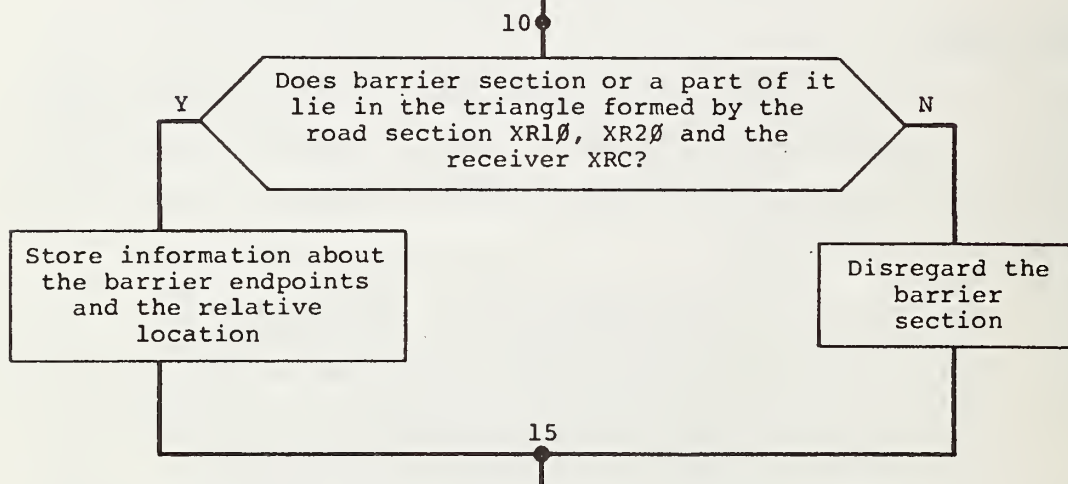 10
Does barrier section or a part of it
lie in the triangle formed by the
road section XR1Ø, XR2Ø and the
receiver XRC?
Y
N
Store information about
the barrier endpoints
and the relative
location
Disregard the
barrier
section
15